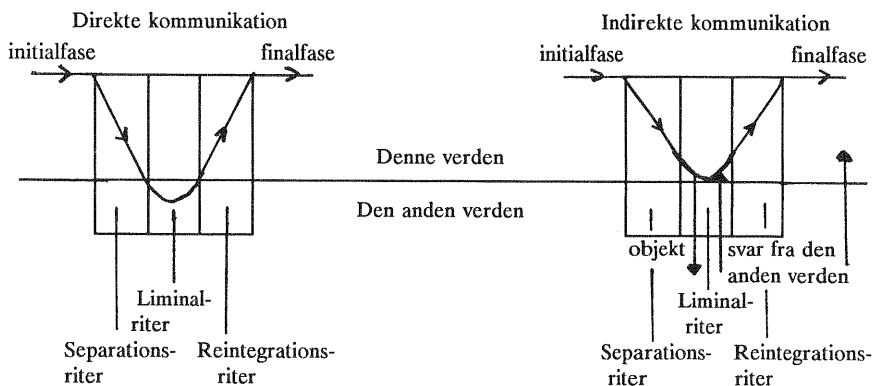 Direkte kommunikation
initialfase
finalfase
Denne verden
Den anden verden
Liminal-
riter
Separations-
riter
Reintegrations-
riter
Indirekte kommunikation
initialfase
finalfase
objekt
svar fra den
anden verden
Liminal-
riter
Separations-
riter
Reintegrations-
riter